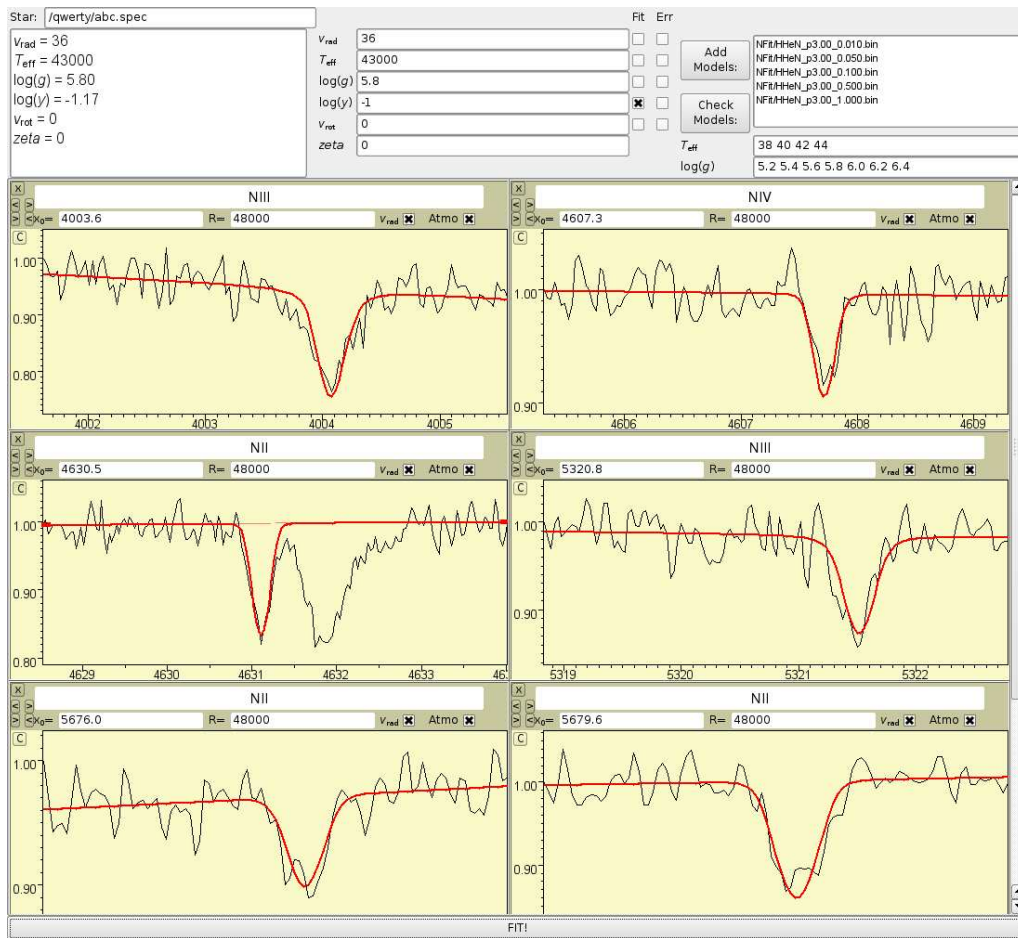 Star: /qwerty/abc.spec
Fit Err
vrad = 36
Teff = 43000
log(g) = 5.80
log(y) = -1.17
vrot = 0
zeta = 0
vrad 36
Teff 43000
log(g) 5.8
log(y) -1
vrot 0
zeta 0
Add Models:
Check Models:
NFit/HHeN_p3.00_0.010.bin
NFit/HHeN_p3.00_0.050.bin
NFit/HHeN_p3.00_0.100.bin
NFit/HHeN_p3.00_0.500.bin
NFit/HHeN_p3.00_1.000.bin
Teff 38 40 42 44
log(g) 5.2 5.4 5.6 5.8 6.0 6.2 6.4
X
NIII
< >
> < x0= 4003.6 R= 48000 vrad Atmo
C
1.00
0.90
0.80
4002 4003 4004 4005
X
NIV
< >
> < x0= 4607.3 R= 48000 vrad Atmo
C
1.00
0.90
4606 4607 4608 4609
X
NII
< >
> < x0= 4630.5 R= 48000 vrad Atmo
C
1.00
0.90
0.80
4629 4630 4631 4632 4633
X
NIII
< >
> < x0= 5320.8 R= 48000 vrad Atmo
C
1.00
0.90
5319 5320 5321 5322
X
NII
< >
> < x0= 5676.0 R= 48000 vrad Atmo
C
1.00
0.90
X
NII
< >
> < x0= 5679.6 R= 48000 vrad Atmo
C
1.00
0.90
FIT!